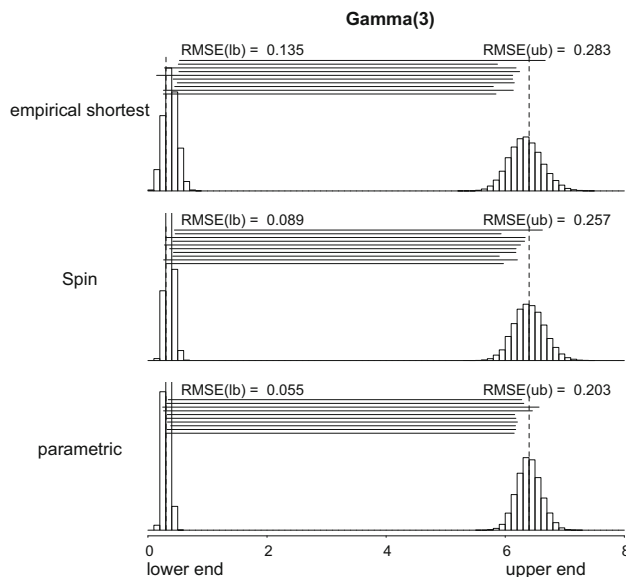 Gamma(3)
RMSE(lb) = 0.135 RMSE(ub) = 0.283
empirical shortest
RMSE(lb) = 0.089 RMSE(ub) = 0.257
Spin
RMSE(lb) = 0.055 RMSE(ub) = 0.203
parametric
0 2 4 6 8
lower end upper end